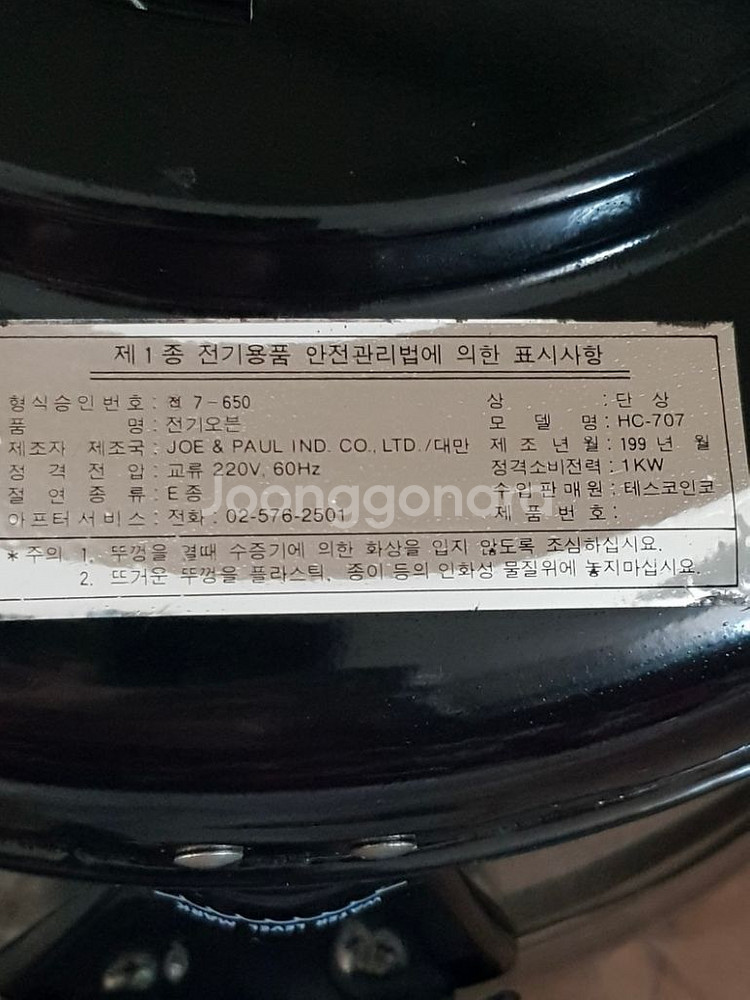 제 1 종 전기용품 안전관리법에 의한 표시사항
형식승인번호 : 전 7-650 상 : 단 상
품 명 : 전기오븐 모 델 명 : HC-707
제조자 제조국 : JOE & PAUL IND. CO., LTD. / 대만 제 조 년 월 : 199 년 월
정 격 전 압 : 교류 220V, 60Hz 정격소비전력 : 1KW
절 연 종 류 : E 종 수 입 판 매 원 : 테스코인코
아프터서비스 : 전화 : 02-576-2501 제 품 번 호 :
Joonggonara
* 주의 1. 뚜껑을 열때 수증기에 의한 화상을 입지 않도록 조심하십시요.
2. 뜨거운 뚜껑을 플라스틱, 종이 등의 인화성 물질위에 놓지마십시요.
WATER LEVEL MARK